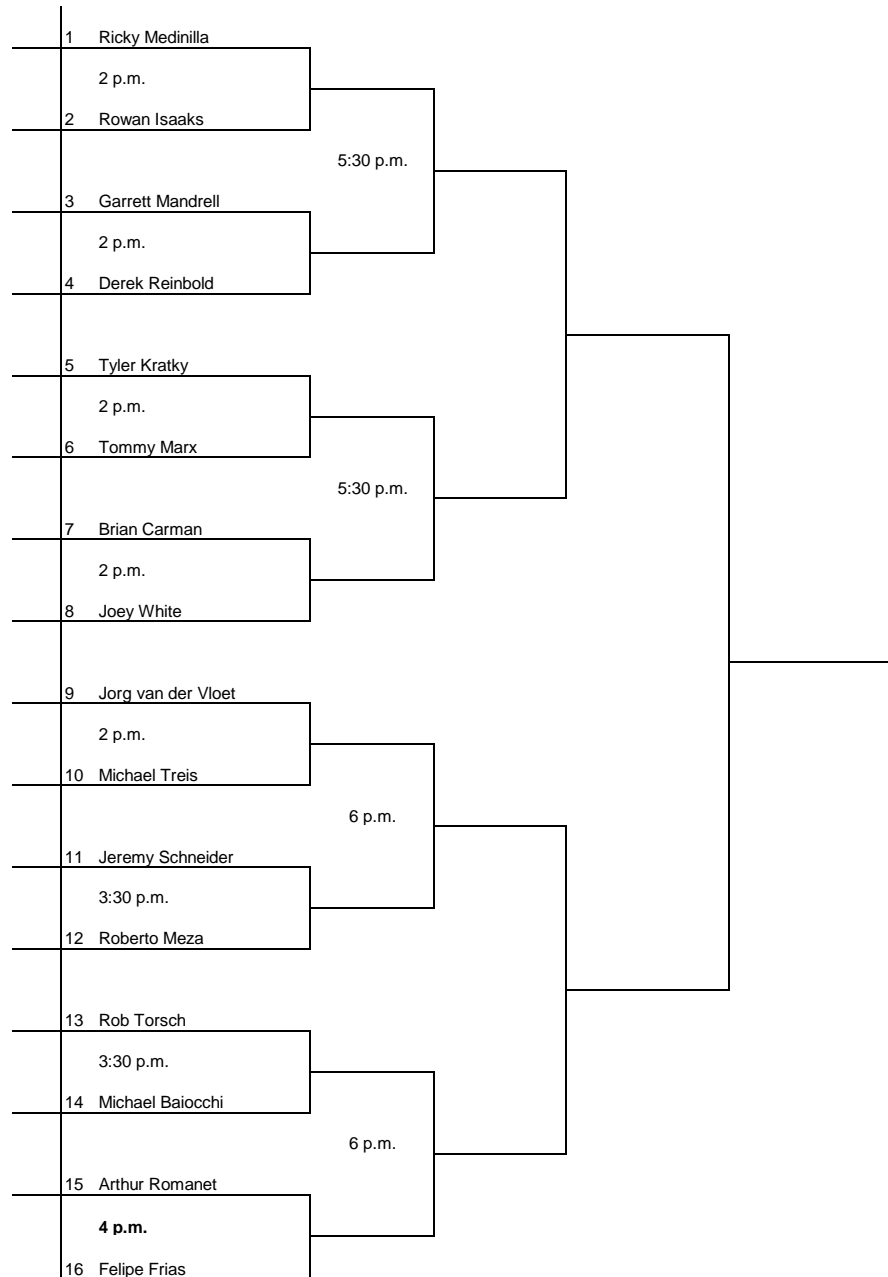 1 Ricky Medinilla
2 p.m.
2 Rowan Isaaks
5:30 p.m.
3 Garrett Mandrell
2 p.m.
4 Derek Reinbold
5 Tyler Kratky
2 p.m.
6 Tommy Marx
5:30 p.m.
7 Brian Carman
2 p.m.
8 Joey White
9 Jorg van der Vloet
2 p.m.
10 Michael Treis
6 p.m.
11 Jeremy Schneider
3:30 p.m.
12 Roberto Meza
13 Rob Torsch
3:30 p.m.
14 Michael Baiocchi
6 p.m.
15 Arthur Romanet
4 p.m.
16 Felipe Frias